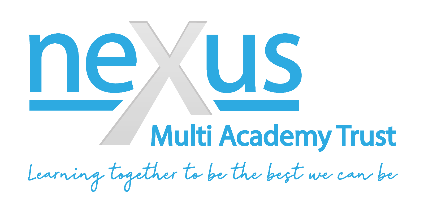 neXus
Multi Academy Trust
Learning together to be the best we can be